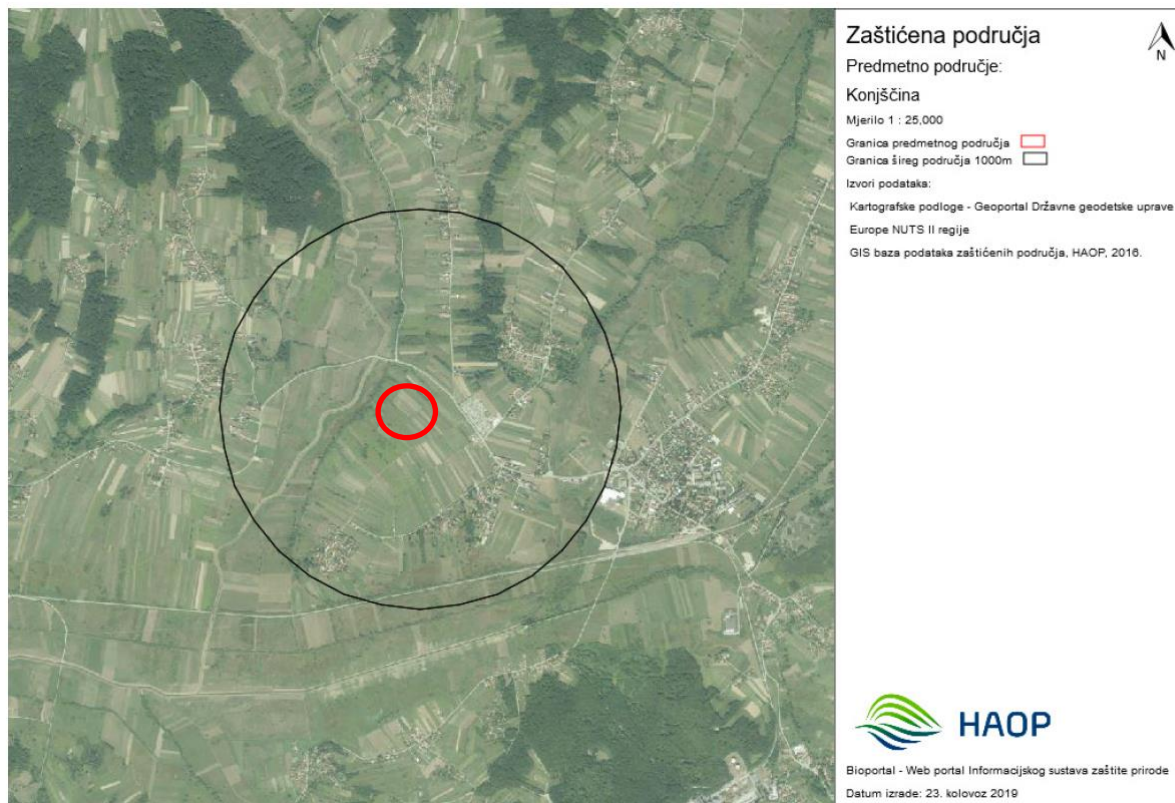 Zaštićena područja
N
Predmetno područje:
Konjščina
Mjerilo 1 : 25,000
Granica predmetnog područja
Granica šireg područja 1000m
Izvori podataka:
Kartografske podloge - Geoportal Državne geodetske uprave
Europe NUTS II regije
GIS baza podataka zaštićenih područja, HAOP, 2016.
HAOP
Bioportal - Web portal Informacijskog sustava zaštite prirode
Datum izrade: 23. kolovoz 2019